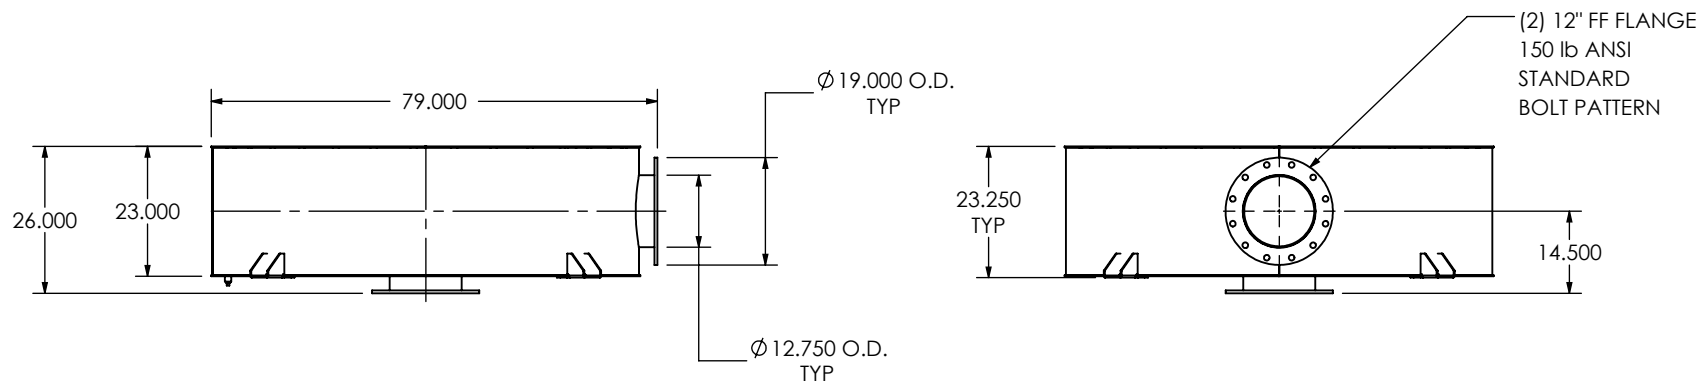 (2) 12" FF FLANGE
150 lb ANSI
STANDARD
BOLT PATTERN
79.000
Ø19.000 O.D.
TYP
26.000
23.000
23.250
TYP
14.500
Ø12.750 O.D.
TYP